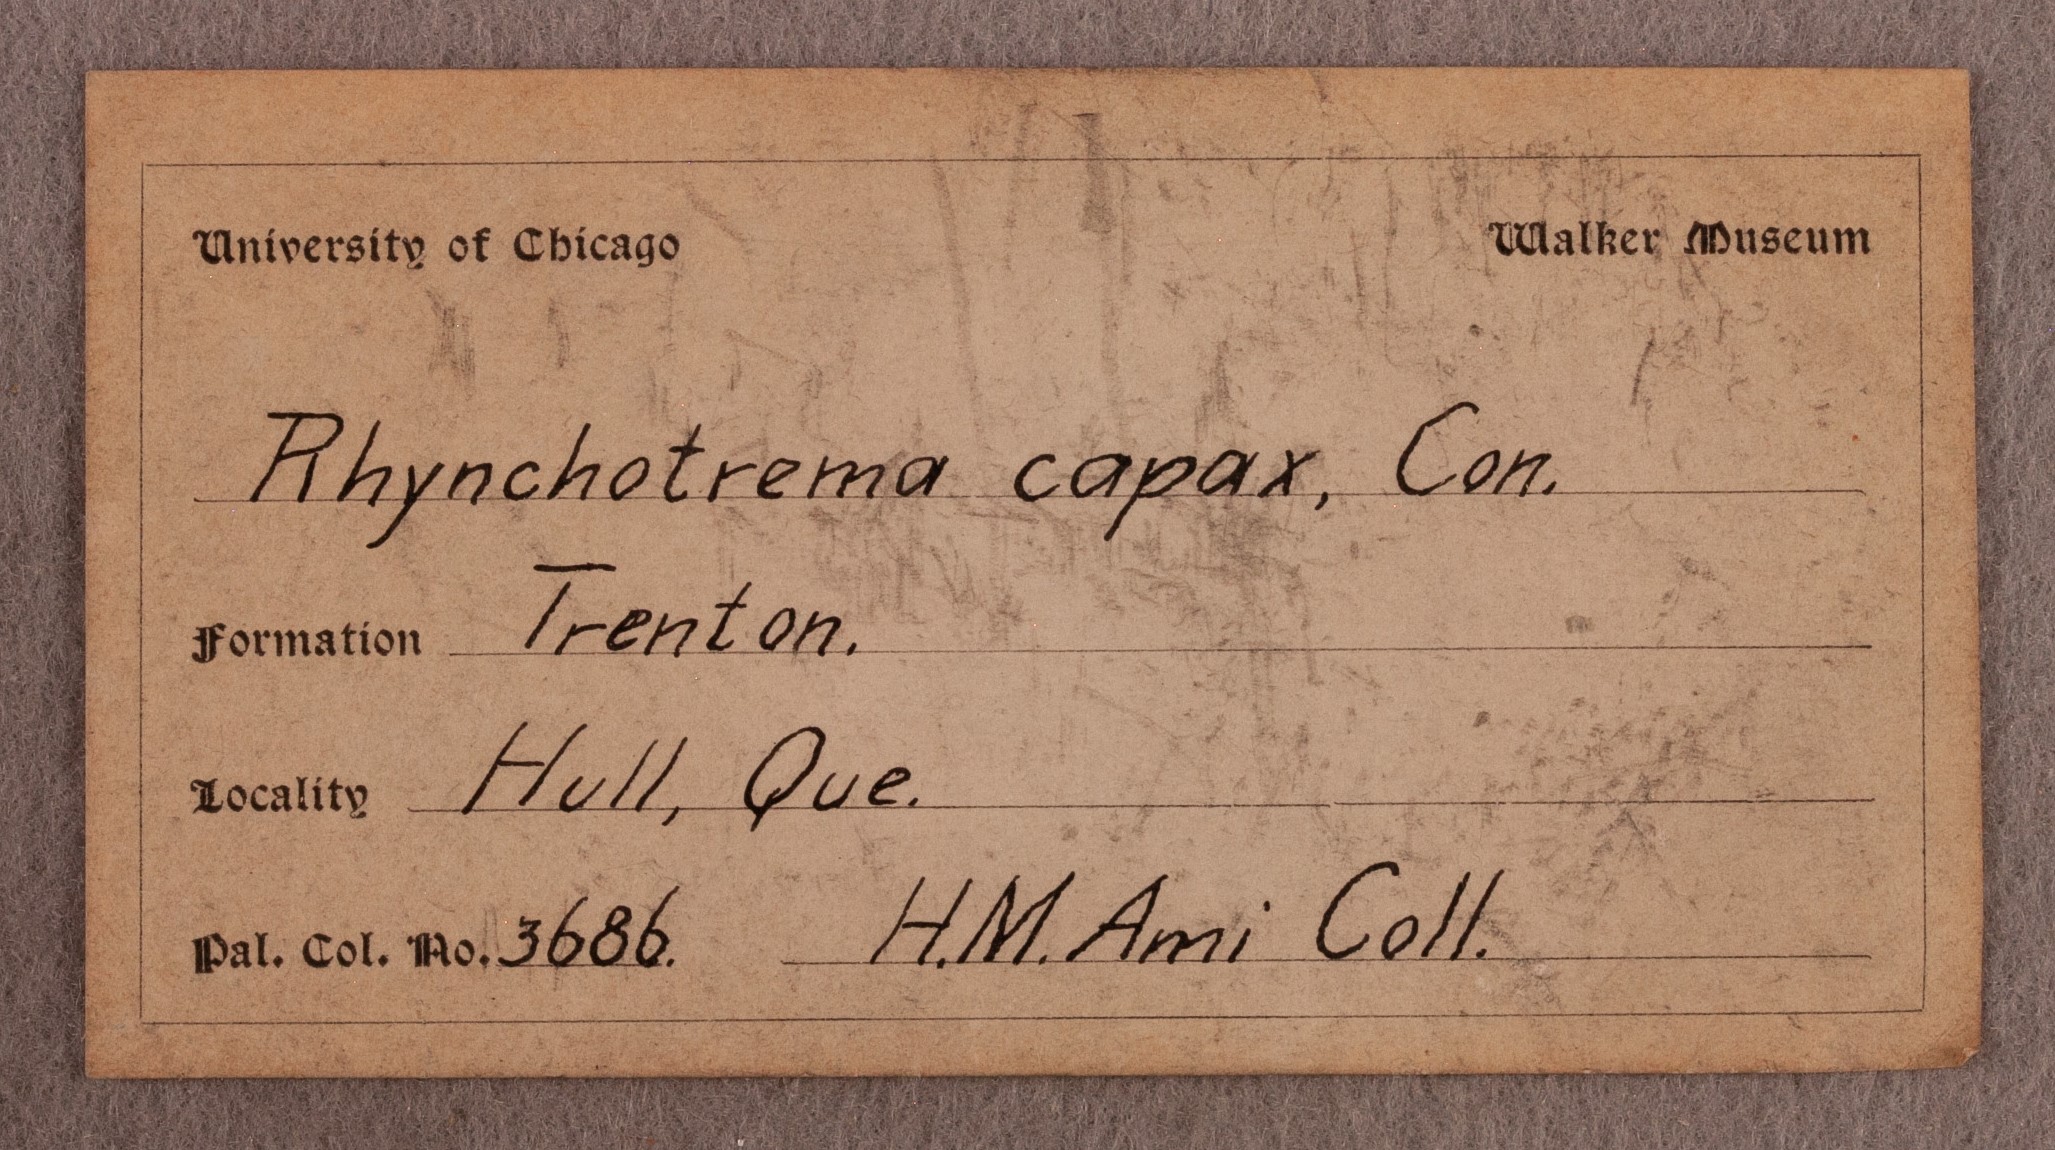 University of Chicago Walker Museum
Rhynchotrema capax, Con.
Formation Trenton.
Locality Hull, Que.
Pal. Col. No. 3686. H.M. Ami Coll.